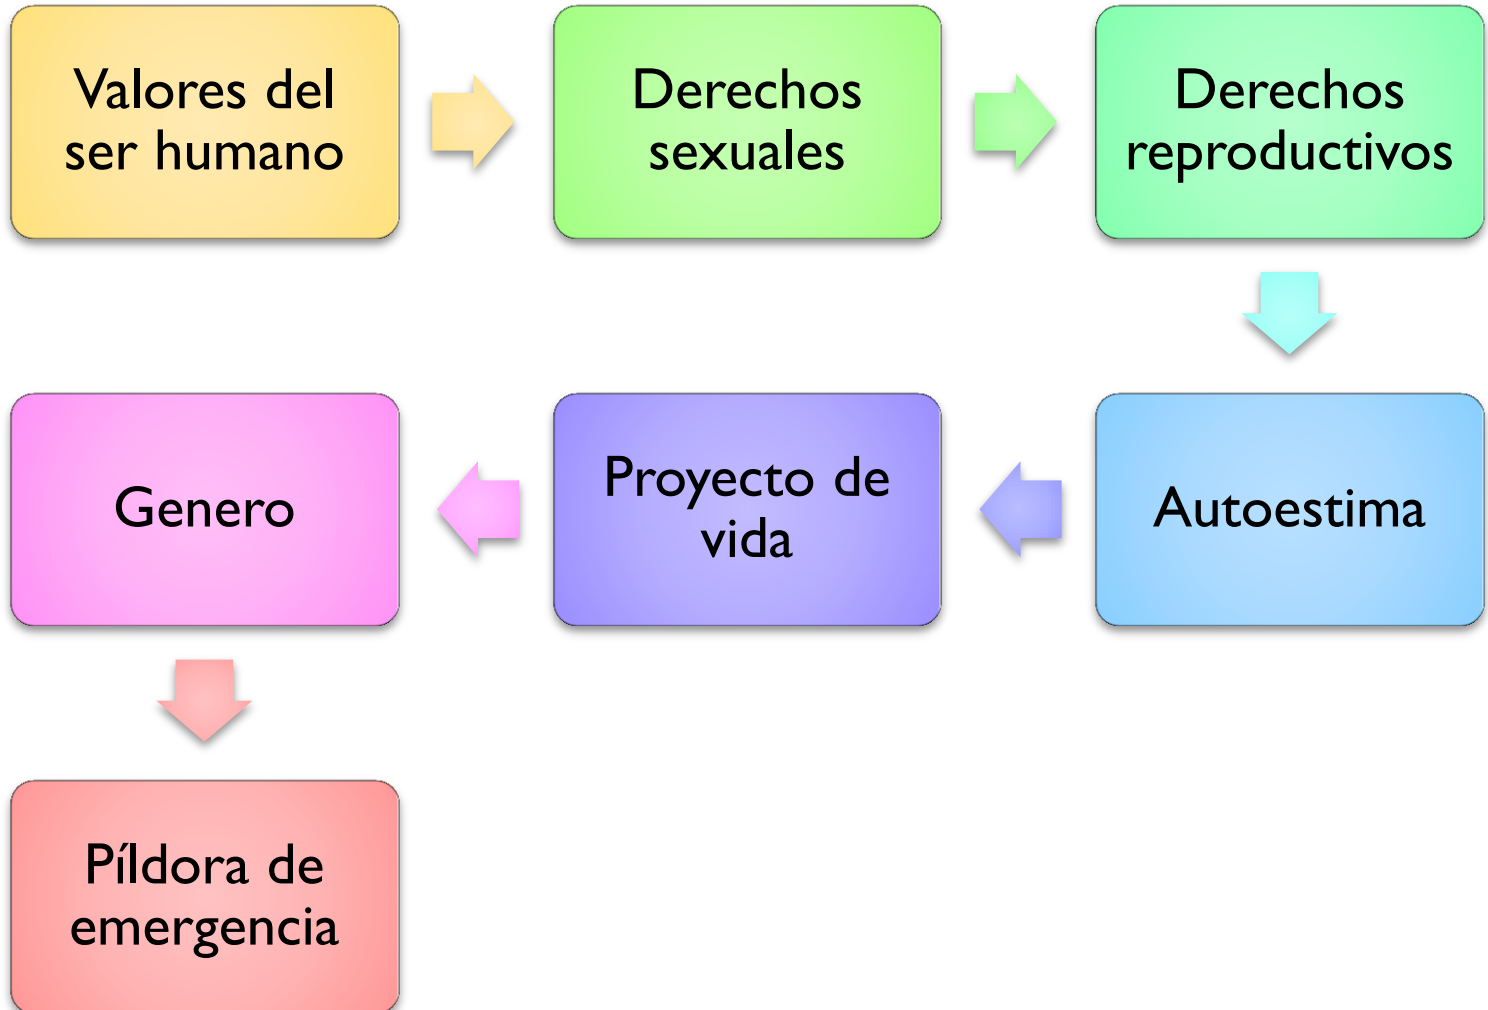 Valores del
ser humano
Derechos
sexuales
Derechos
reproductivos
Autoestima
Proyecto de
vida
Genero
Píldora de
emergencia